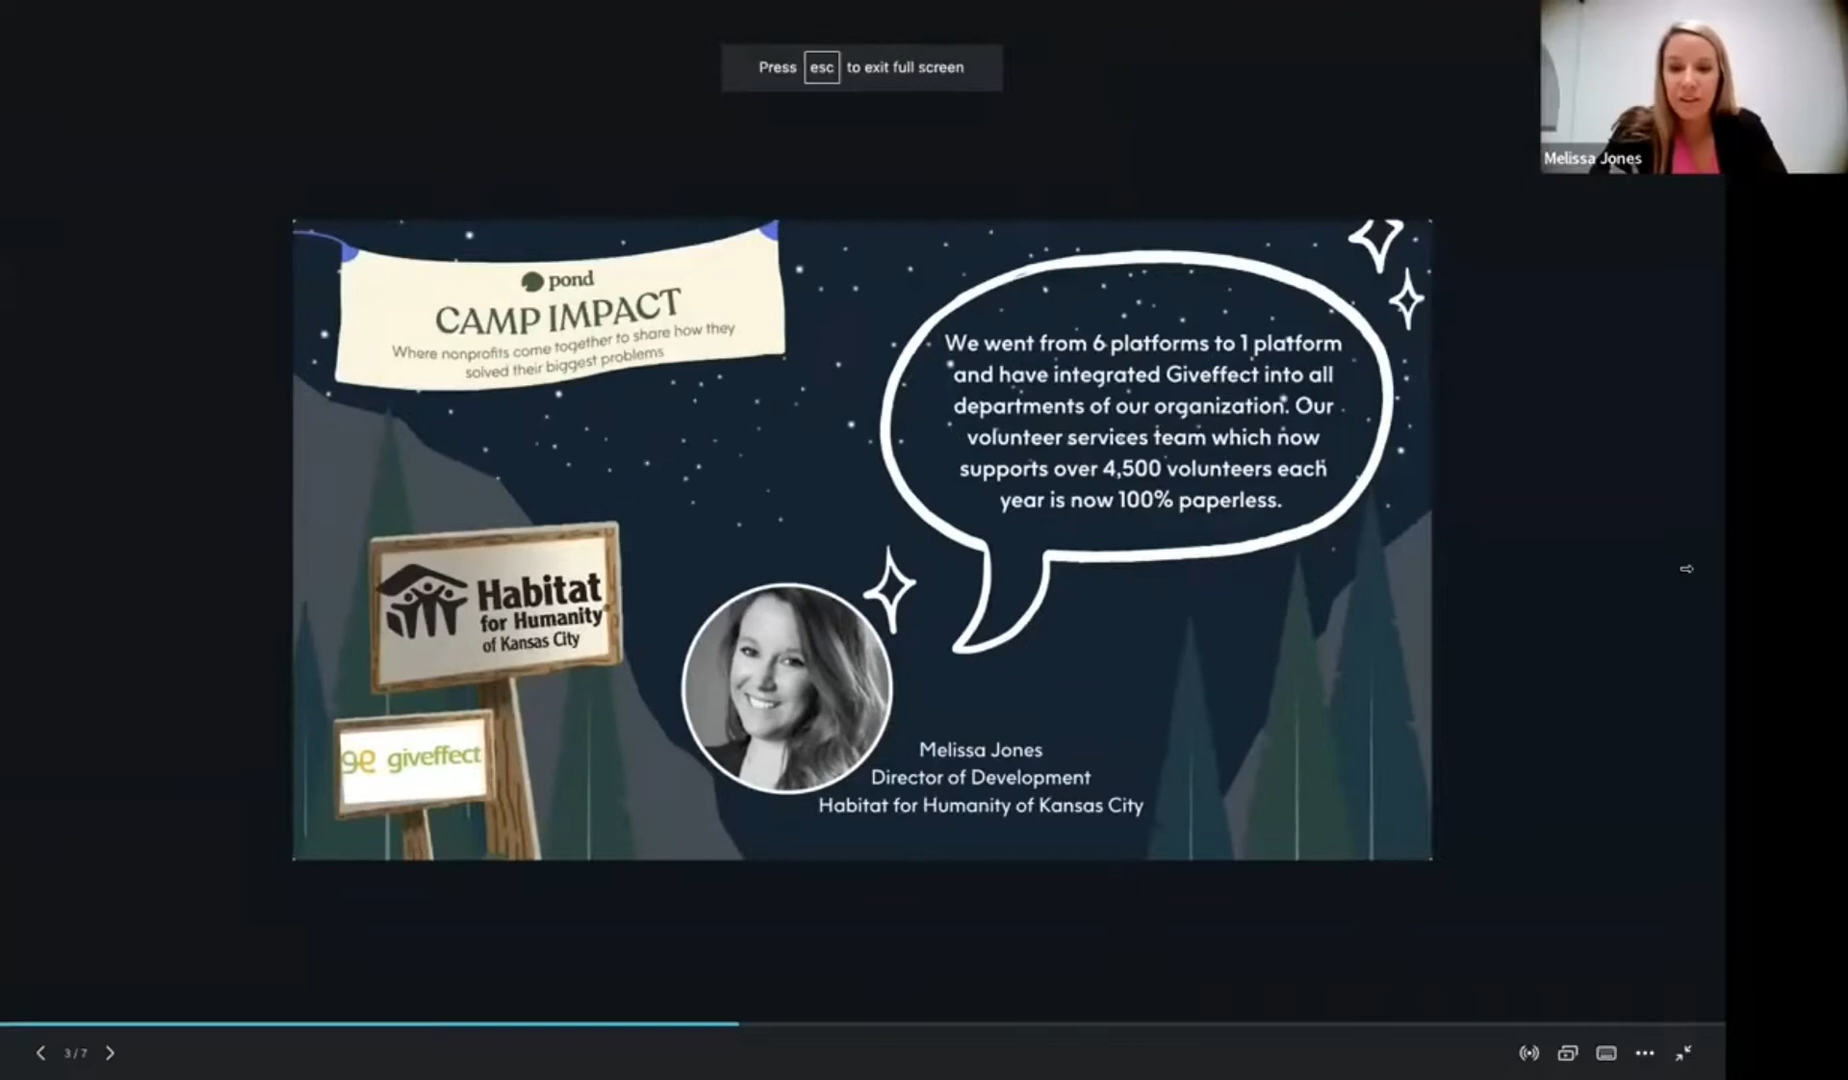 Press esc to exit full screen
Melissa Jones
pond
CAMP IMPACT
Where nonprofits come together to share how they
solved their biggest problems
We went from 6 platforms to 1 platform
and have integrated Giveffect into all
departments of our organization. Our
volunteer services team which now
supports over 4,500 volunteers each
year is now 100% paperless.
Habitat
for Humanity
of Kansas City
ge giveffect
Melissa Jones
Director of Development
Habitat for Humanity of Kansas City
3/7